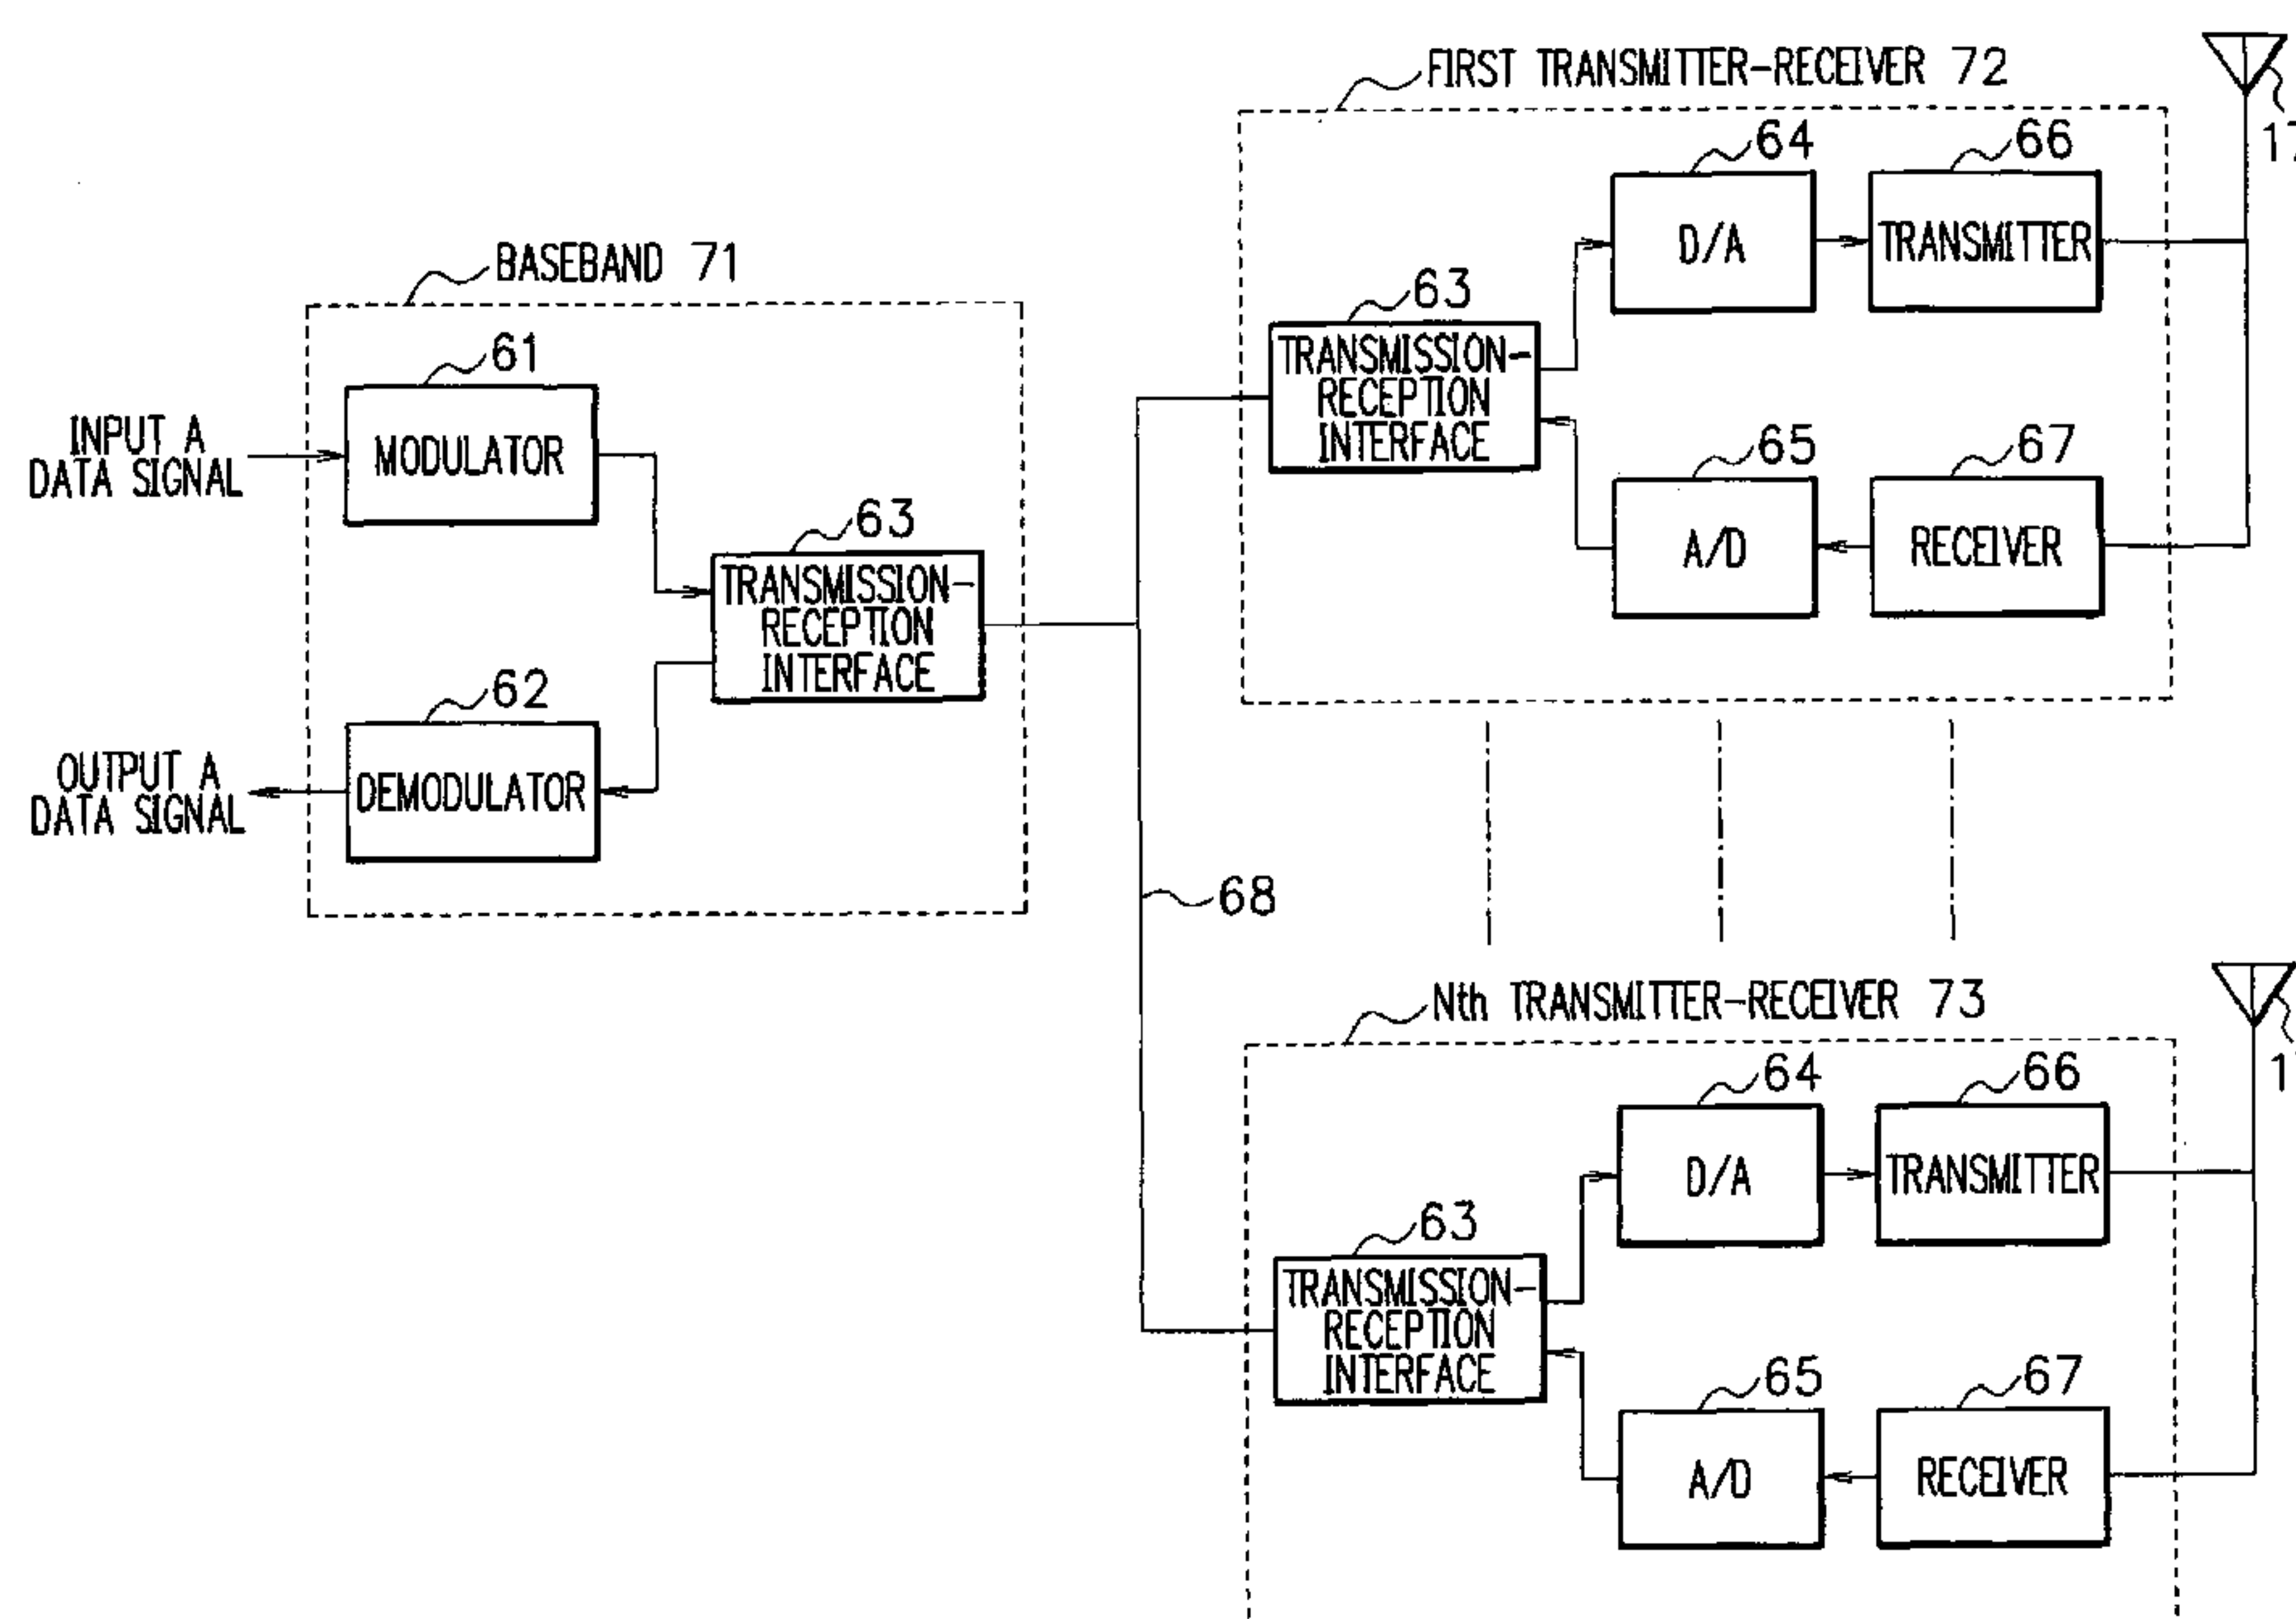 FIRST TRANSMITTER-RECEIVER 72
64
66
BASEBAND 71
D/A
TRANSMITTER
63
61
TRANSMISSION-
RECEPTION
INTERFACE
INPUT A
DATA SIGNAL
MODULATOR
65
67
63
A/D
RECEIVER
TRANSMISSION-
RECEPTION
INTERFACE
62
OUTPUT A
DATA SIGNAL
DEMODULATOR
68
Nth TRANSMITTER-RECEIVER 73
64
66
D/A
TRANSMITTER
63
TRANSMISSION-
RECEPTION
INTERFACE
65
67
A/D
RECEIVER